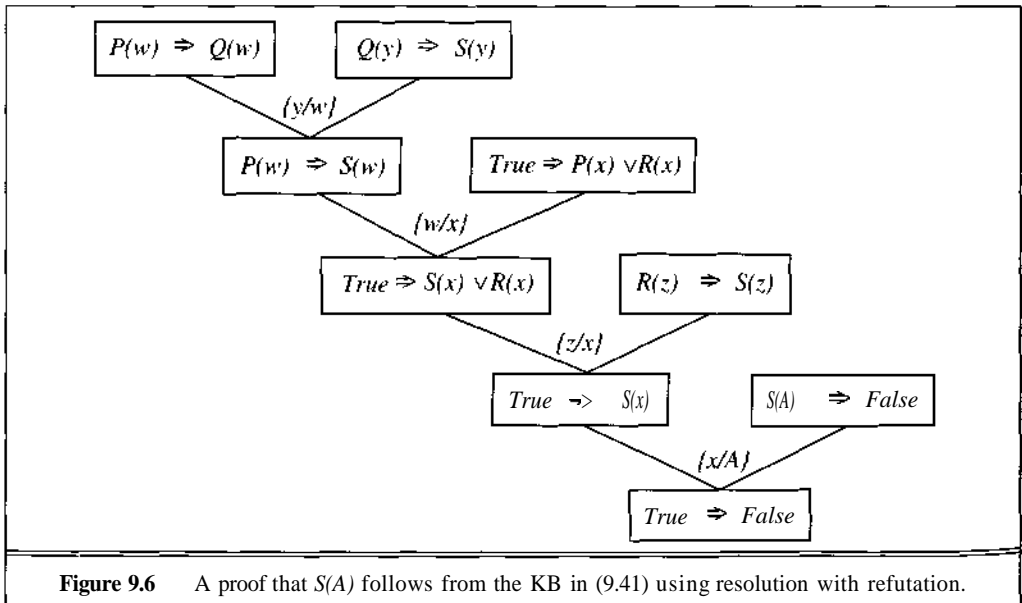 P(w) ⇒ Q(w) Q(y) ⇒ S(y)
{y/w}
P(w) ⇒ S(w) True ⇒ P(x) ∨R(x)
{w/x}
True ⇒ S(x) ∨R(x) R(z) ⇒ S(z)
{z/x}
True ¬> S(x) S(A) ⇒ False
{x/A}
True ⇒ False
Figure 9.6 A proof that S(A) follows from the KB in (9.41) using resolution with refutation.